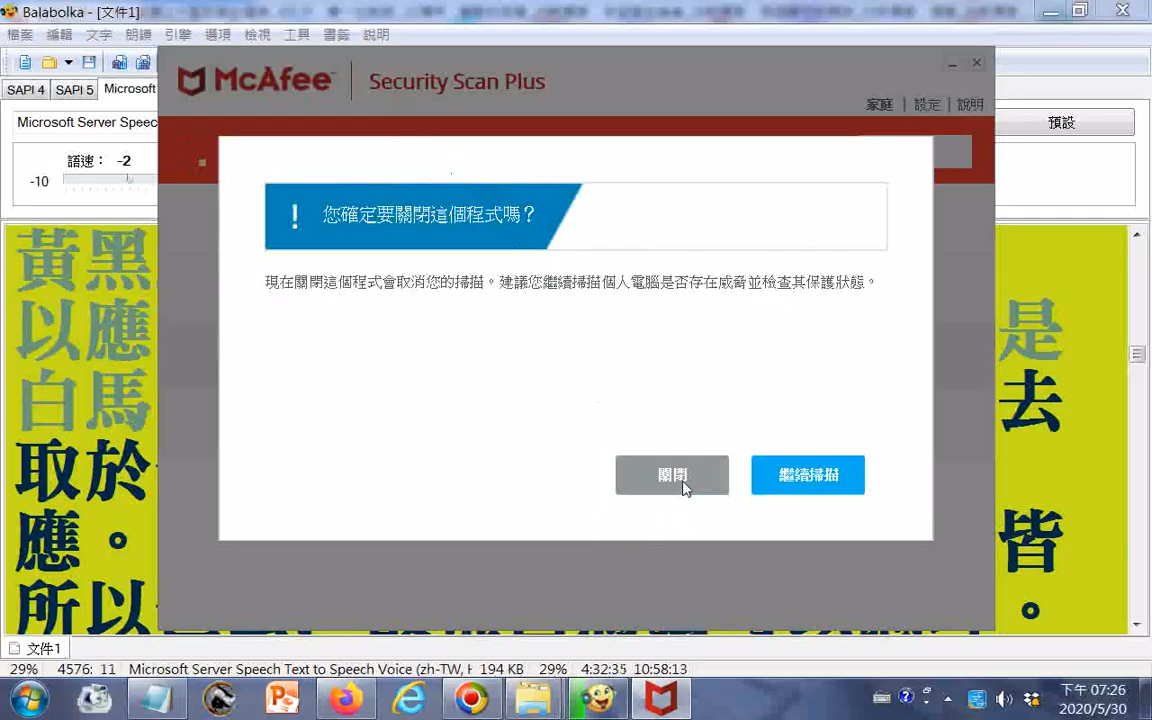 Balabolka - [文件1]
檔案 編輯 文字 朗讀 引擎 選項 檢視 工具 書籤 說明
McAfee Security Scan Plus
家庭 | 設定 | 說明
SAPI 4 SAPI 5 Microsoft
Microsoft Server Speec
預設
語速： -2
-10
! 您確定要關閉這個程式嗎？
現在關閉這個程式會取消您的掃描。建議您繼續掃描個人電腦是否存在威脅並檢查其保護狀態。
關閉 繼續掃描
黃黑
以應 是
白馬 去
取於
應。 皆
所以 。
文件1
29% 4576: 11 Microsoft Server Speech Text to Speech Voice (zh-TW, H 194 KB 29% 4:32:35 10:58:13
下午 07:26
2020/5/30